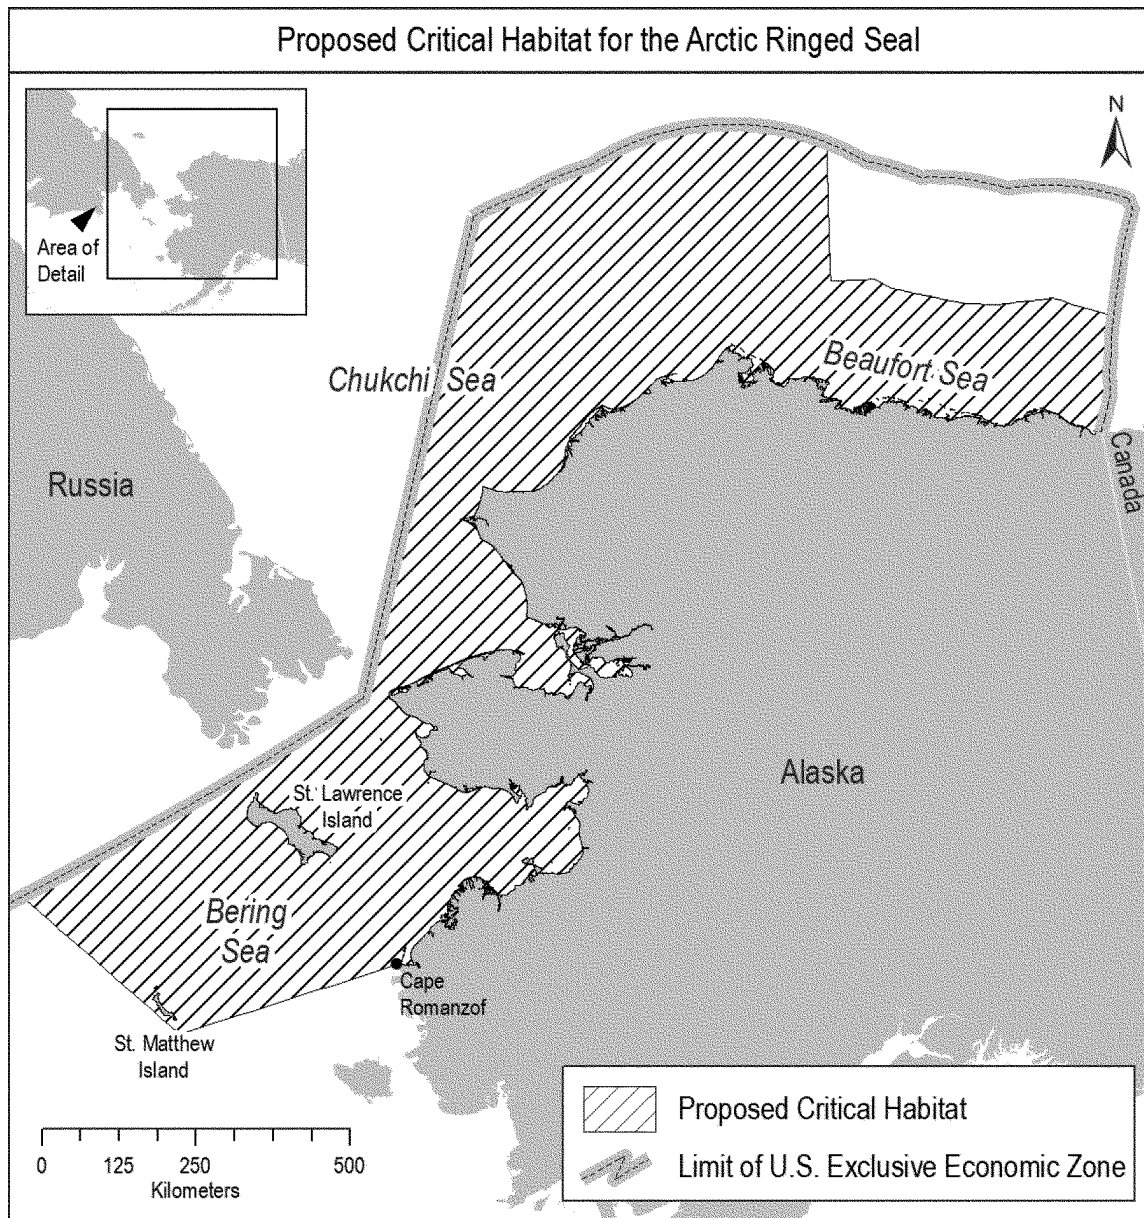 Proposed Critical Habitat for the Arctic Ringed Seal
N
Area of
Detail
Chukchi Sea
Beaufort Sea
Russia
Canada
Alaska
St. Lawrence
Island
Bering
Sea
Cape
Romanzof
St. Matthew
Island
Proposed Critical Habitat
Limit of U.S. Exclusive Economic Zone
0 125 250 500
Kilometers